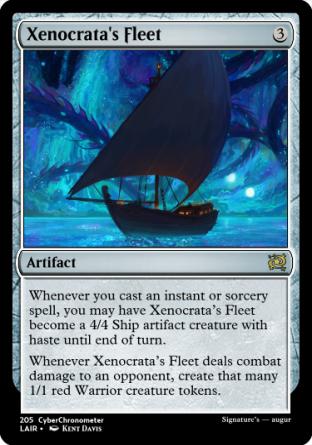 Xenocrata's Fleet 3
Artifact
Whenever you cast an instant or sorcery
spell, you may have Xenocrata's Fleet
become a 4/4 Ship artifact creature with
haste until end of turn.
Whenever Xenocrata's Fleet deals combat
damage to an opponent, create that many
1/1 red Warrior creature tokens.
205 CyberChronometer Signature's — augur
LAIR • Kent Davis